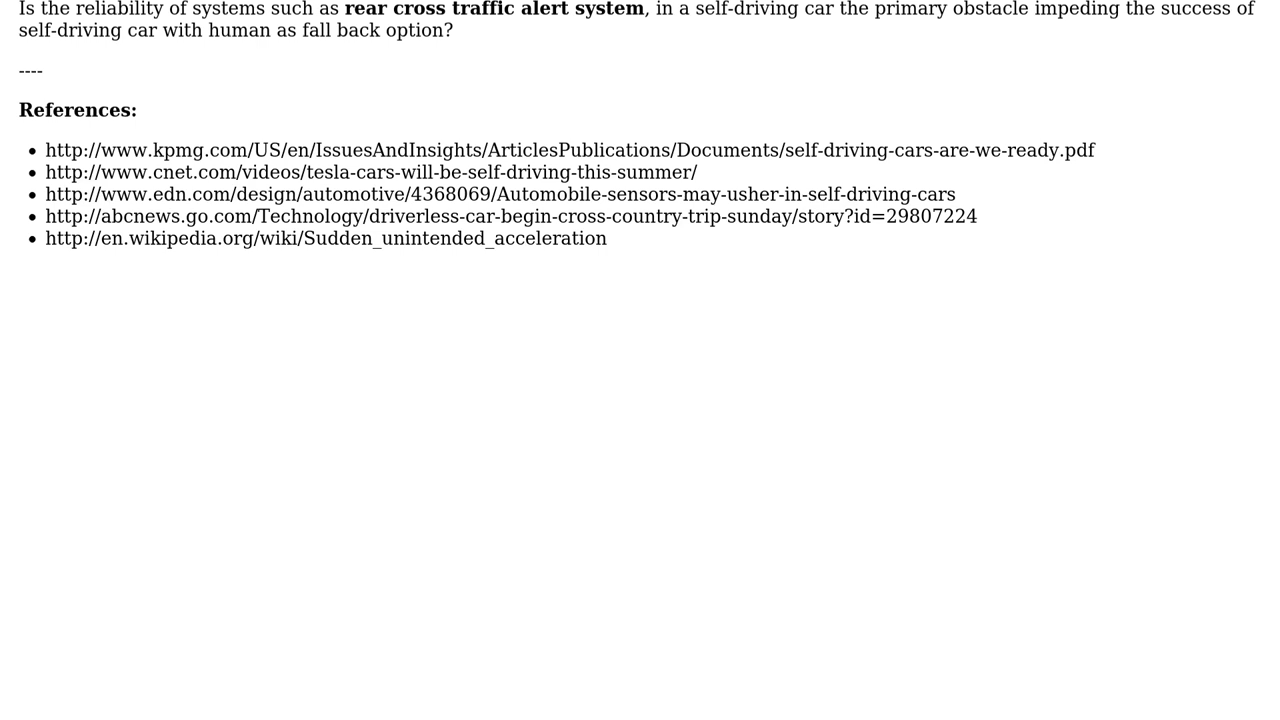 Is the reliability of systems such as rear cross traffic alert system, in a self-driving car the primary obstacle impeding the success of
self-driving car with human as fall back option?
----
References:
• http://www.kpmg.com/US/en/IssuesAndInsights/ArticlesPublications/Documents/self-driving-cars-are-we-ready.pdf
• http://www.cnet.com/videos/tesla-cars-will-be-self-driving-this-summer/
• http://www.edn.com/design/automotive/4368069/Automobile-sensors-may-usher-in-self-driving-cars
• http://abcnews.go.com/Technology/driverless-car-begin-cross-country-trip-sunday/story?id=29807224
• http://en.wikipedia.org/wiki/Sudden_unintended_acceleration